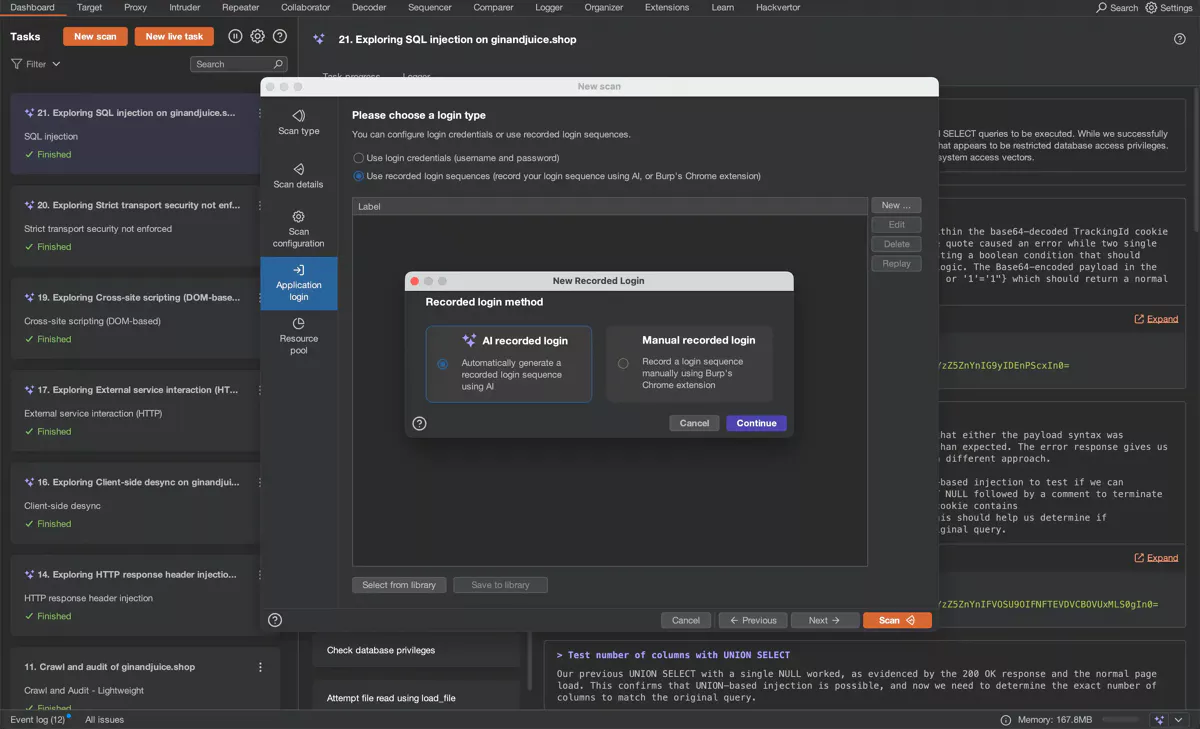 Dashboard Target Proxy Intruder Repeater Collaborator Decoder Sequencer Comparer Logger Organizer Extensions Learn Hackvertor Search Settings
Tasks New scan New live task
21. Exploring SQL injection on ginandjuice.shop
Filter Search
Task progress Logger
21. Exploring SQL injection on ginandjuice.s...
SQL injection
Finished
20. Exploring Strict transport security not enf...
Strict transport security not enforced
Finished
19. Exploring Cross-site scripting (DOM-base...
Cross-site scripting (DOM-based)
Finished
17. Exploring External service interaction (HT...
External service interaction (HTTP)
Finished
16. Exploring Client-side desync on ginandjui...
Client-side desync
Finished
14. Exploring HTTP response header injectio...
HTTP response header injection
Finished
11. Crawl and audit of ginandjuice.shop
Crawl and Audit - Lightweight
Finished
New scan
Scan type
Scan details
Scan
configuration
Application
login
Resource
pool
Please choose a login type
You can configure login credentials or use recorded login sequences.
Use login credentials (username and password)
Use recorded login sequences (record your login sequence using AI, or Burp's Chrome extension)
Label
New ...
Edit
Delete
Replay
New Recorded Login
Recorded login method
AI recorded login
Automatically generate a
recorded login sequence
using AI
Manual recorded login
Record a login sequence
manually using Burp's
Chrome extension
Cancel Continue
Select from library Save to library
Cancel Previous Next Scan
SELECT queries to be executed. While we successfully
hat appears to be restricted database access privileges.
system access vectors.
thin the base64-decoded TrackingId cookie
quote caused an error while two single
ting a boolean condition that should
ogic. The Base64-encoded payload in the
or '1'='1"} which should return a normal
Expand
zZ5ZnYnIG9yIDEnPScxIn0=
hat either the payload syntax was
han expected. The error response gives us
different approach.
-based injection to test if we can
NULL followed by a comment to terminate
ookie contains
is should help us determine if
ginal query.
Expand
zZ5ZnYnIFVOSU9OIFNFTEVDVCBOVUxMLS0gIn0=
Check database privileges
Attempt file read using load_file
> Test number of columns with UNION SELECT
Our previous UNION SELECT with a single NULL worked, as evidenced by the 200 OK response and the normal page
load. This confirms that UNION-based injection is possible, and now we need to determine the exact number of
columns to match the original query.
Event log (12) All issues Memory: 167.8MB